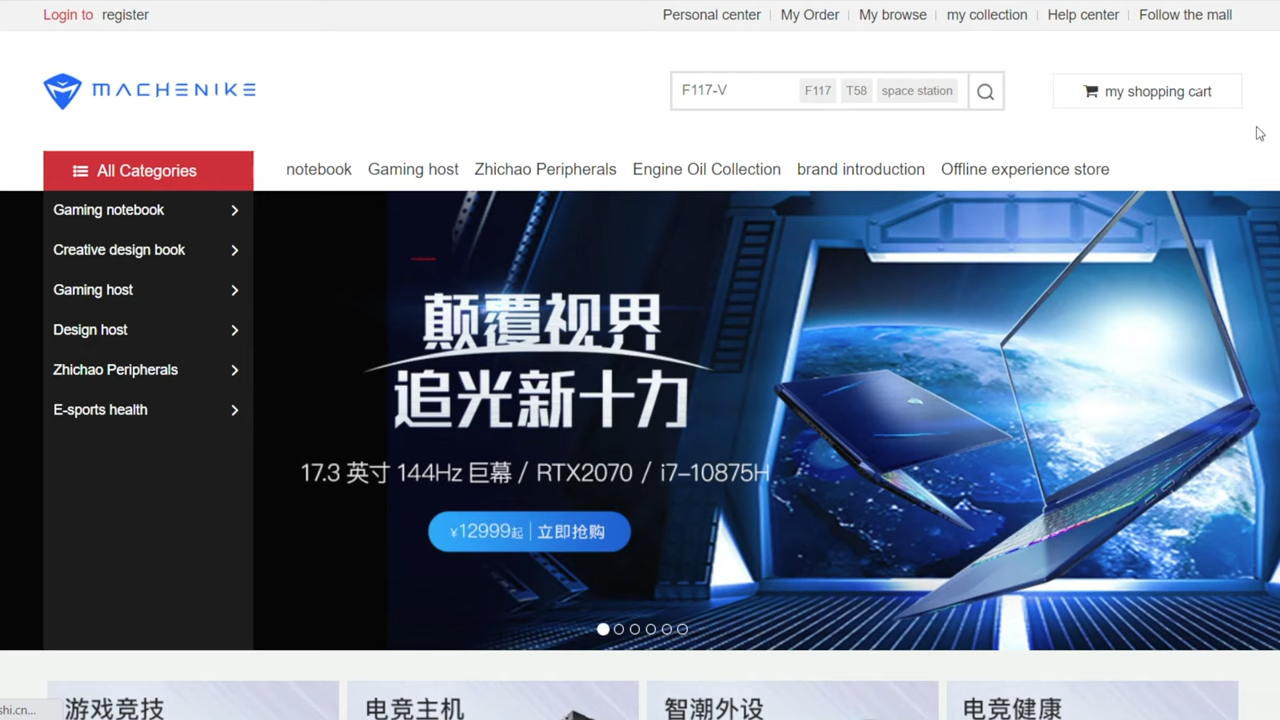 Login to register
Personal center My Order My browse my collection Help center Follow the mall
MACHENIKE
F117-V F117 T58 space station
my shopping cart
All Categories
notebook Gaming host Zhichao Peripherals Engine Oil Collection brand introduction Offline experience store
Gaming notebook
Creative design book
Gaming host
Design host
Zhichao Peripherals
E-sports health
颠覆视界
追光新十力
17.3 英寸 144Hz 巨幕 / RTX2070 / i7-10875H
¥12999起 立即抢购
游戏竞技 电竞主机 智潮外设 电竞健康
shi.cn...